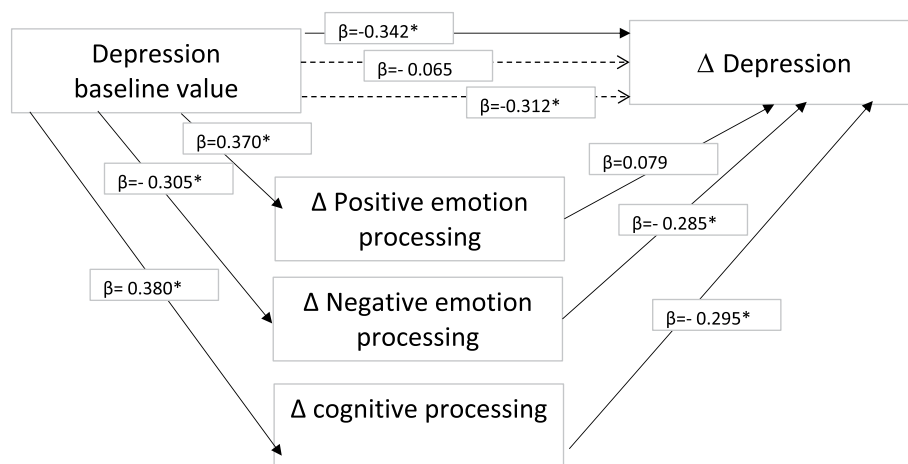 Depression
baseline value
β=-0.342*
β=- 0.065
β=-0.312*
Δ Depression
β=0.370*
β=- 0.305*
β= 0.380*
Δ Positive emotion
processing
Δ Negative emotion
processing
Δ cognitive processing
β=0.079
β=- 0.285*
β=- 0.295*